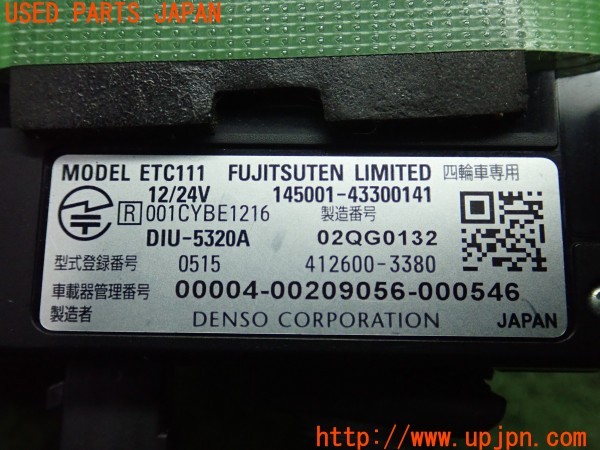 USED PARTS JAPAN
MODEL ETC111 FUJITSUTEN LIMITED 四輪車専用
12/24V 145001-43300141
R 001CYBE1216 製造番号
DIU-5320A 02QG0132
型式登録番号 0515 412600-3380
車載器管理番号 00004-00209056-000546
製造者 DENSO CORPORATION JAPAN
http://www.upjpn.com/